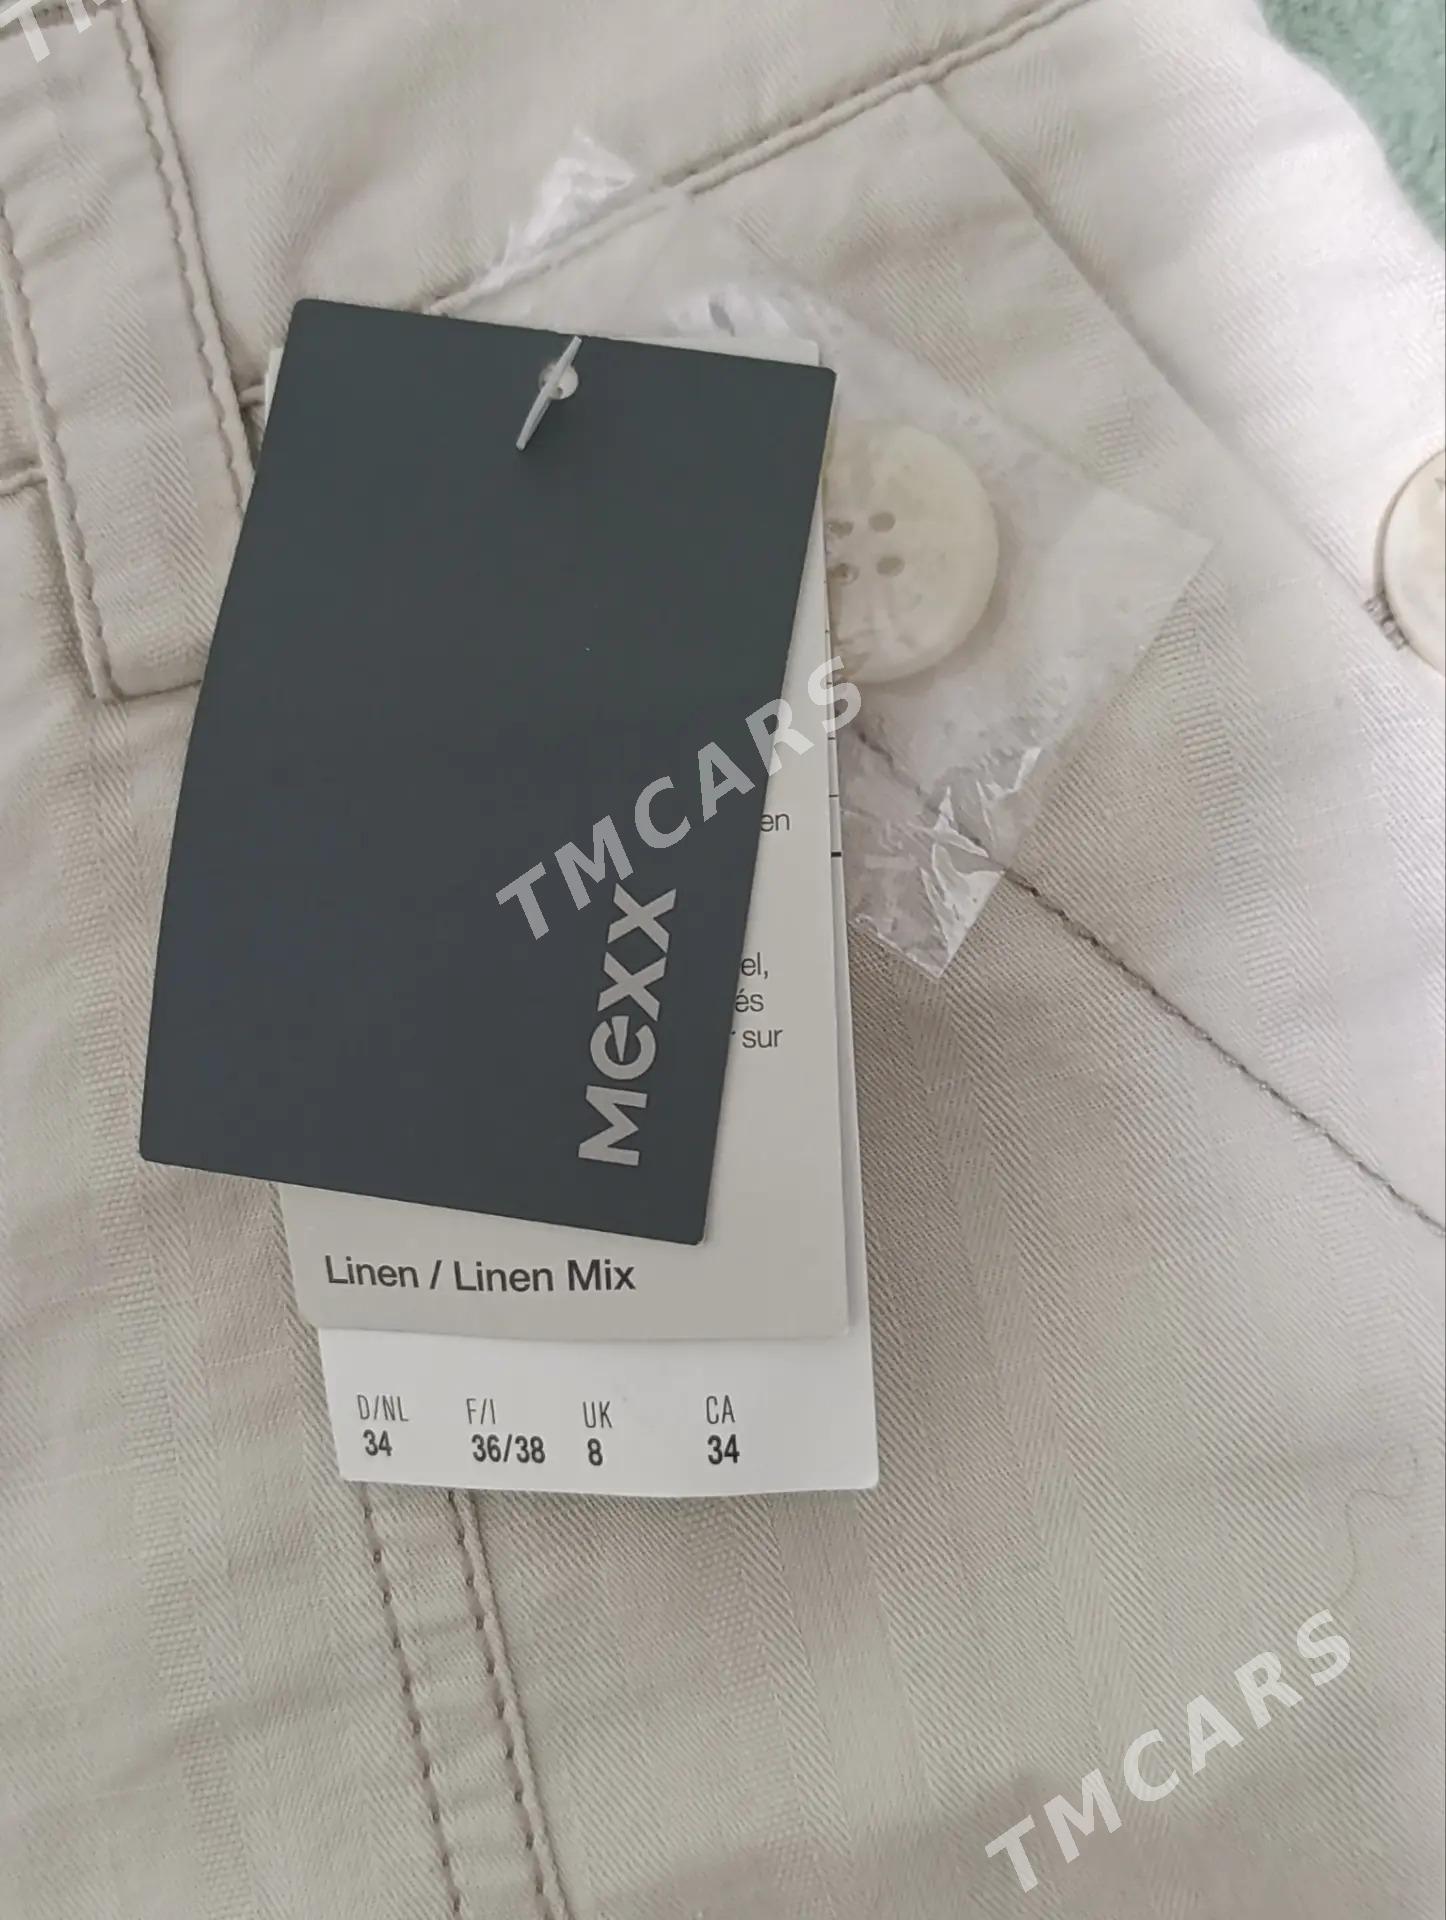 TMCARS
en
el,
és
r sur
mexx
Linen / Linen Mix
D/NL F/I UK CA
34 36/38 8 34
TMCARS